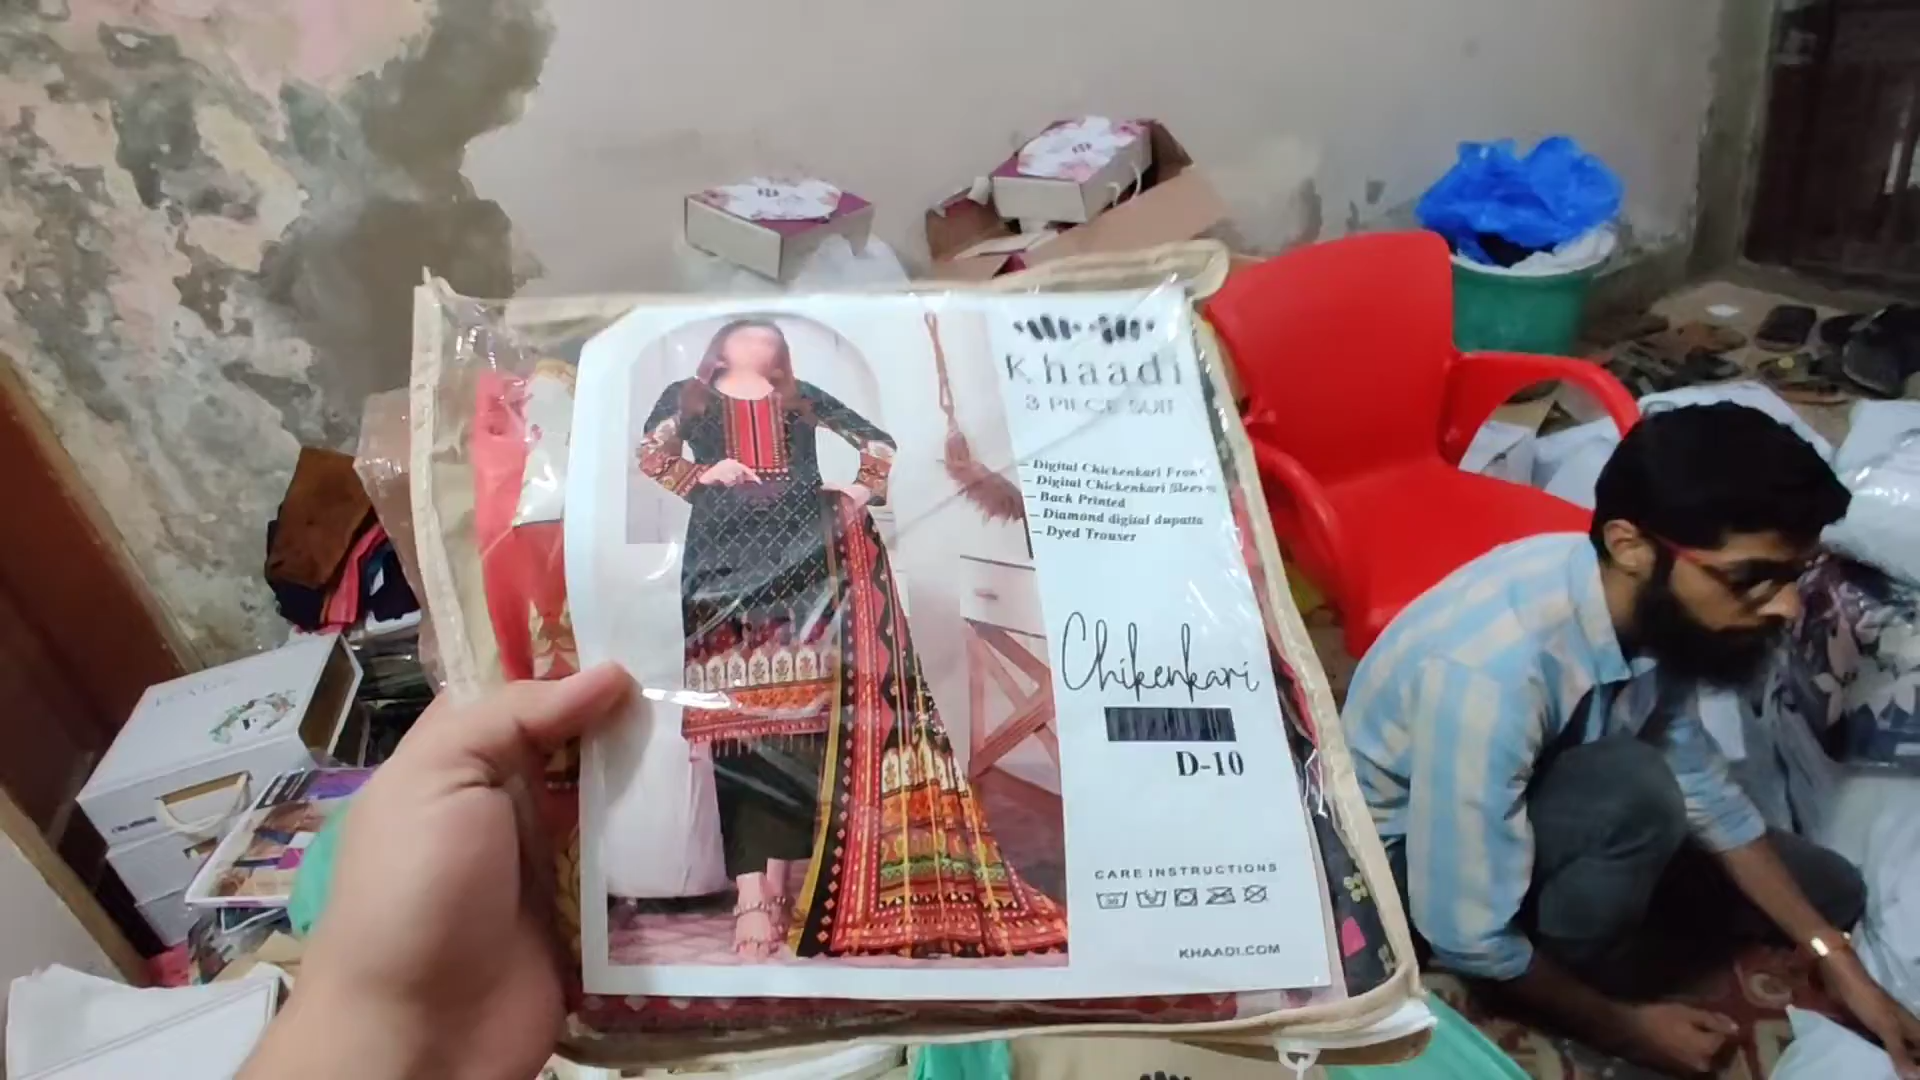 Khaadi
3 PIECE SUIT
– Digital Chickenkari Front
– Digital Chickenkari Sleeves
– Back Printed
– Diamond digital dupatta
– Dyed Trouser
Chikenkari
D-10
CARE INSTRUCTIONS
KHAADI.COM